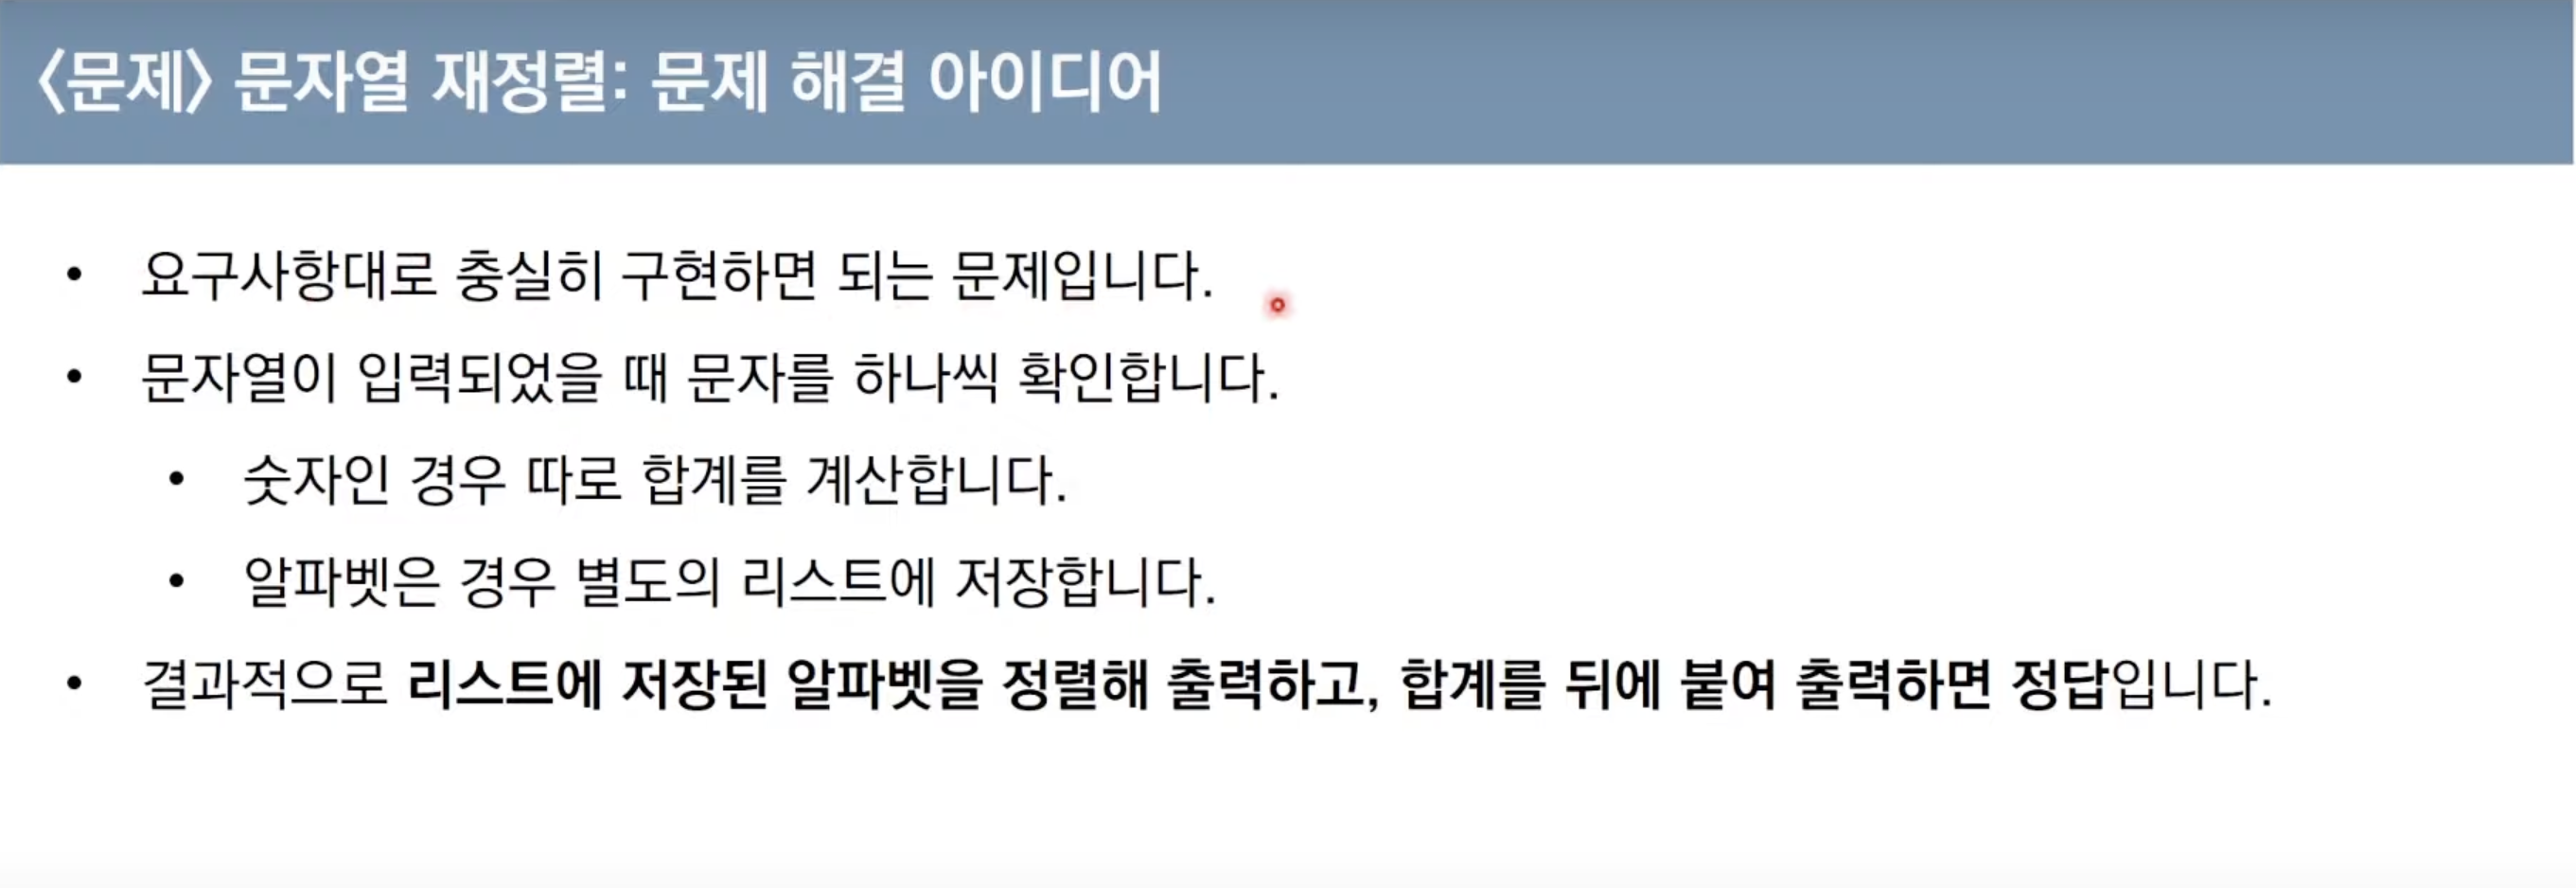 〈문제〉 문자열 재정렬: 문제 해결 아이디어
• 요구사항대로 충실히 구현하면 되는 문제입니다.
• 문자열이 입력되었을 때 문자를 하나씩 확인합니다.
• 숫자인 경우 따로 합계를 계산합니다.
• 알파벳은 경우 별도의 리스트에 저장합니다.
• 결과적으로 리스트에 저장된 알파벳을 정렬해 출력하고, 합계를 뒤에 붙여 출력하면 정답입니다.